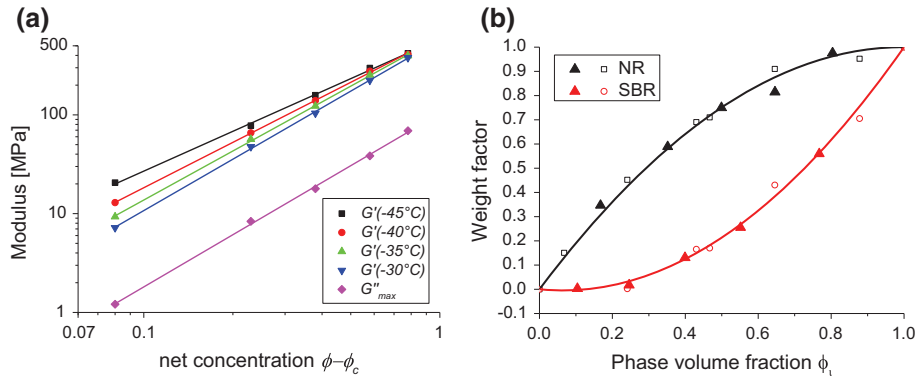 (a)
500
100
10
1
0.07
0.1
1
Modulus [MPa]
net concentration ϕ–ϕc
G'(-45°C)
G'(-40°C)
G'(-35°C)
G'(-30°C)
G''max
(b)
1.0
0.9
0.8
0.7
0.6
0.5
0.4
0.3
0.2
0.1
0.0
-0.1
0.0
0.2
0.4
0.6
0.8
1.0
Weight factor
Phase volume fraction ϕ
NR
SBR